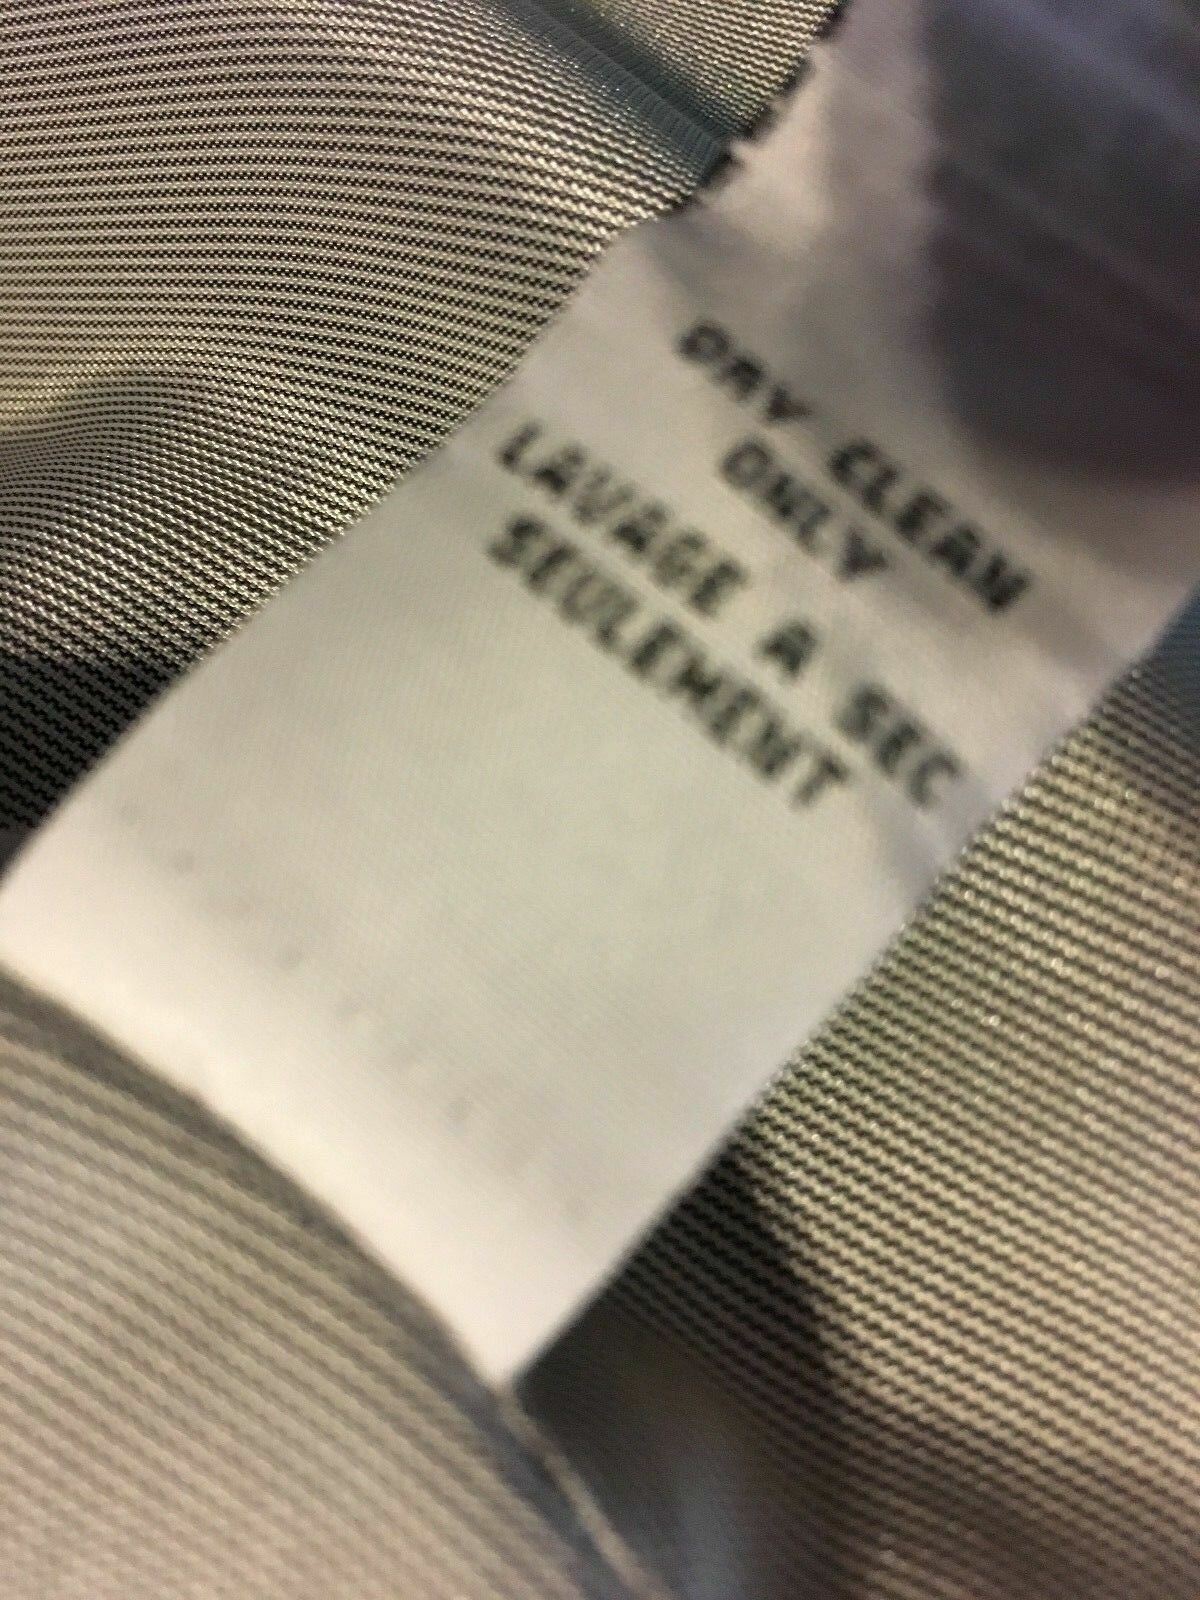 DRY CLEAN
ONLY
LAVAGE A SEC
SEULEMENT